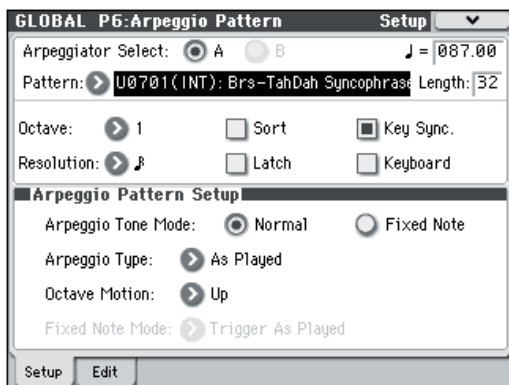 GLOBAL P6:Arpeggio Pattern Setup
Arpeggiator Select: A B ♩= 087.00
Pattern: U0701(INT): Brs-TahDah Syncophrase Length: 32
Octave: 1 Sort Key Sync.
Resolution: Latch Keyboard
Arpeggio Pattern Setup
Arpeggio Tone Mode: Normal Fixed Note
Arpeggio Type: As Played
Octave Motion: Up
Fixed Note Mode: Trigger As Played
Setup Edit